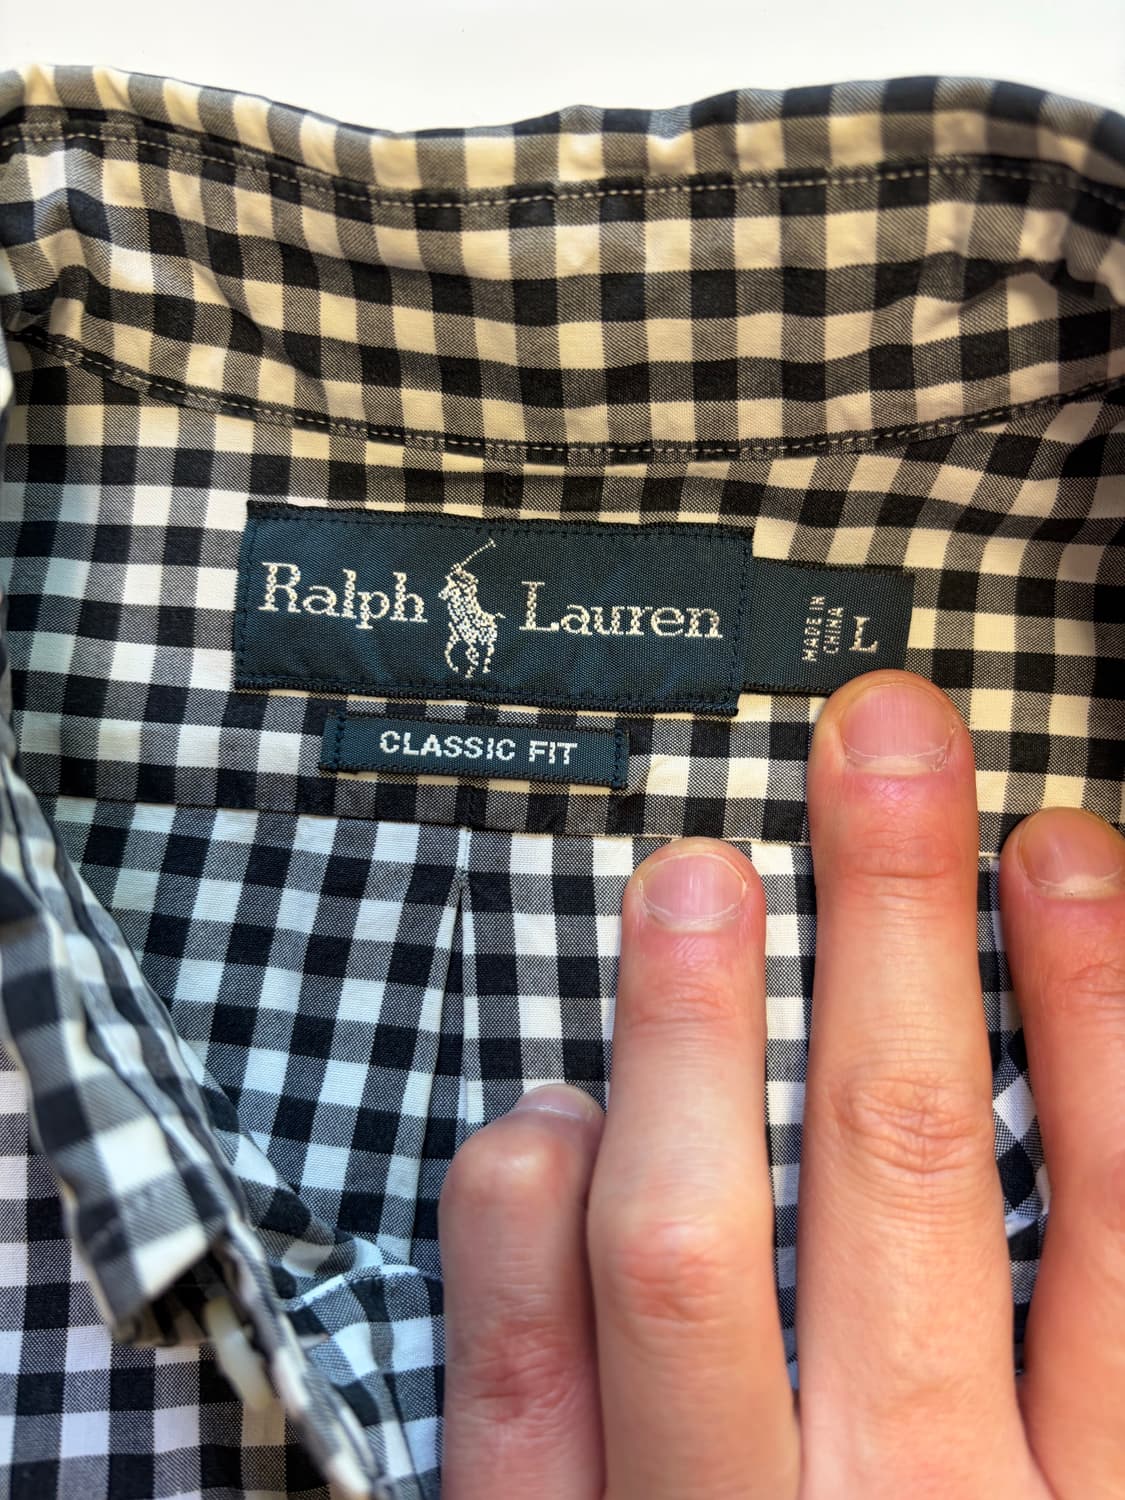 Ralph Lauren
MADE IN
CHINA
L
CLASSIC FIT